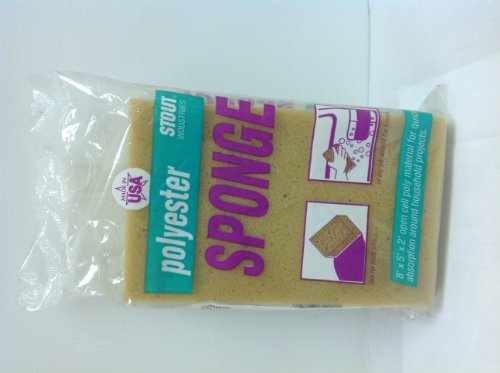 MADE IN
USA
STOUT®
INDUSTRIES
polyester
SPONGE
8" x 5" x 2" open cell poly material for quick
absorption around household projects.